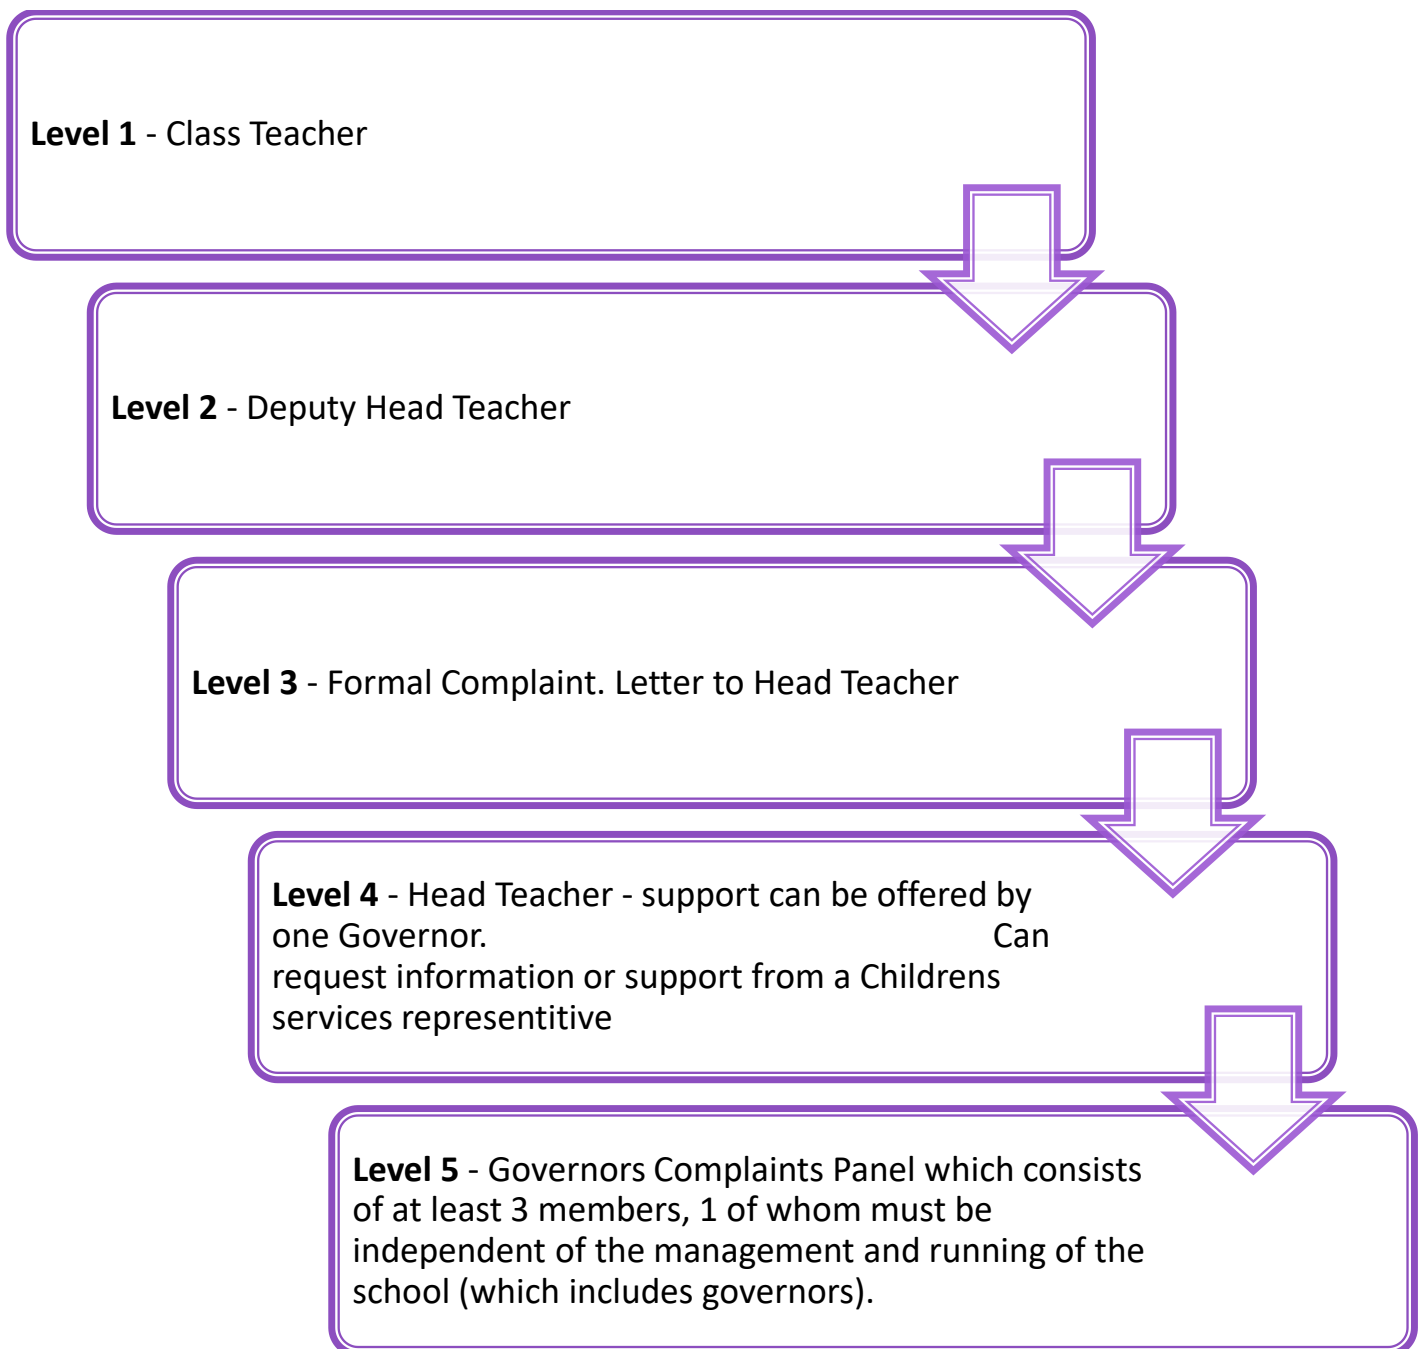 Level 1 - Class Teacher
Level 2 - Deputy Head Teacher
Level 3 - Formal Complaint. Letter to Head Teacher
Level 4 - Head Teacher - support can be offered by
one Governor. Can
request information or support from a Childrens
services representitive
Level 5 - Governors Complaints Panel which consists
of at least 3 members, 1 of whom must be
independent of the management and running of the
school (which includes governors).